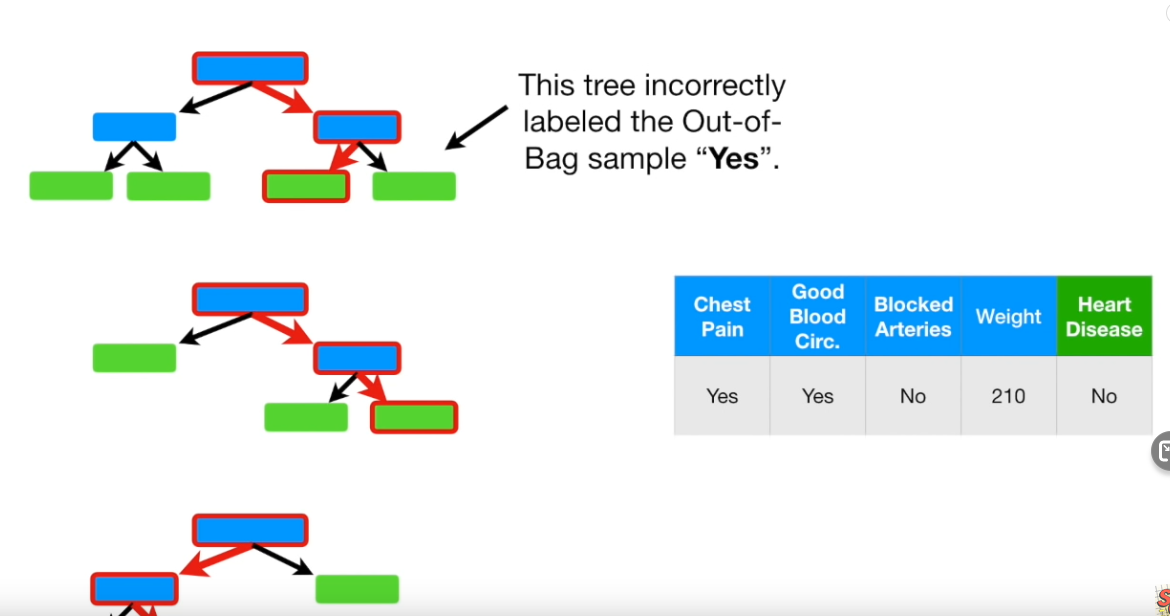 This tree incorrectly
labeled the Out-of-
Bag sample “Yes”.
Chest Pain
Good Blood Circ.
Blocked Arteries
Weight
Heart Disease
Yes
Yes
No
210
No